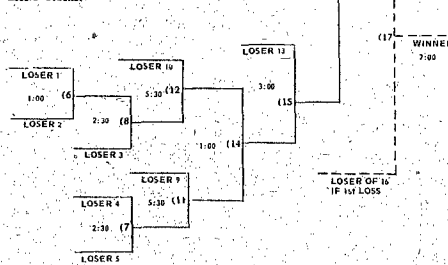 LOSER 13
(17
WINNER
7:00
LOSER 10
LOSER 1
(12
1:00
(6
5:30
3:00
(15
2:30
(8
LOSER 2
1:00
(14
LOSER 3
LOSER 9
LOSER OF 16
IF 1st LOSS
LOSER 4
5:30
(11
2:30
(7
LOSER 5